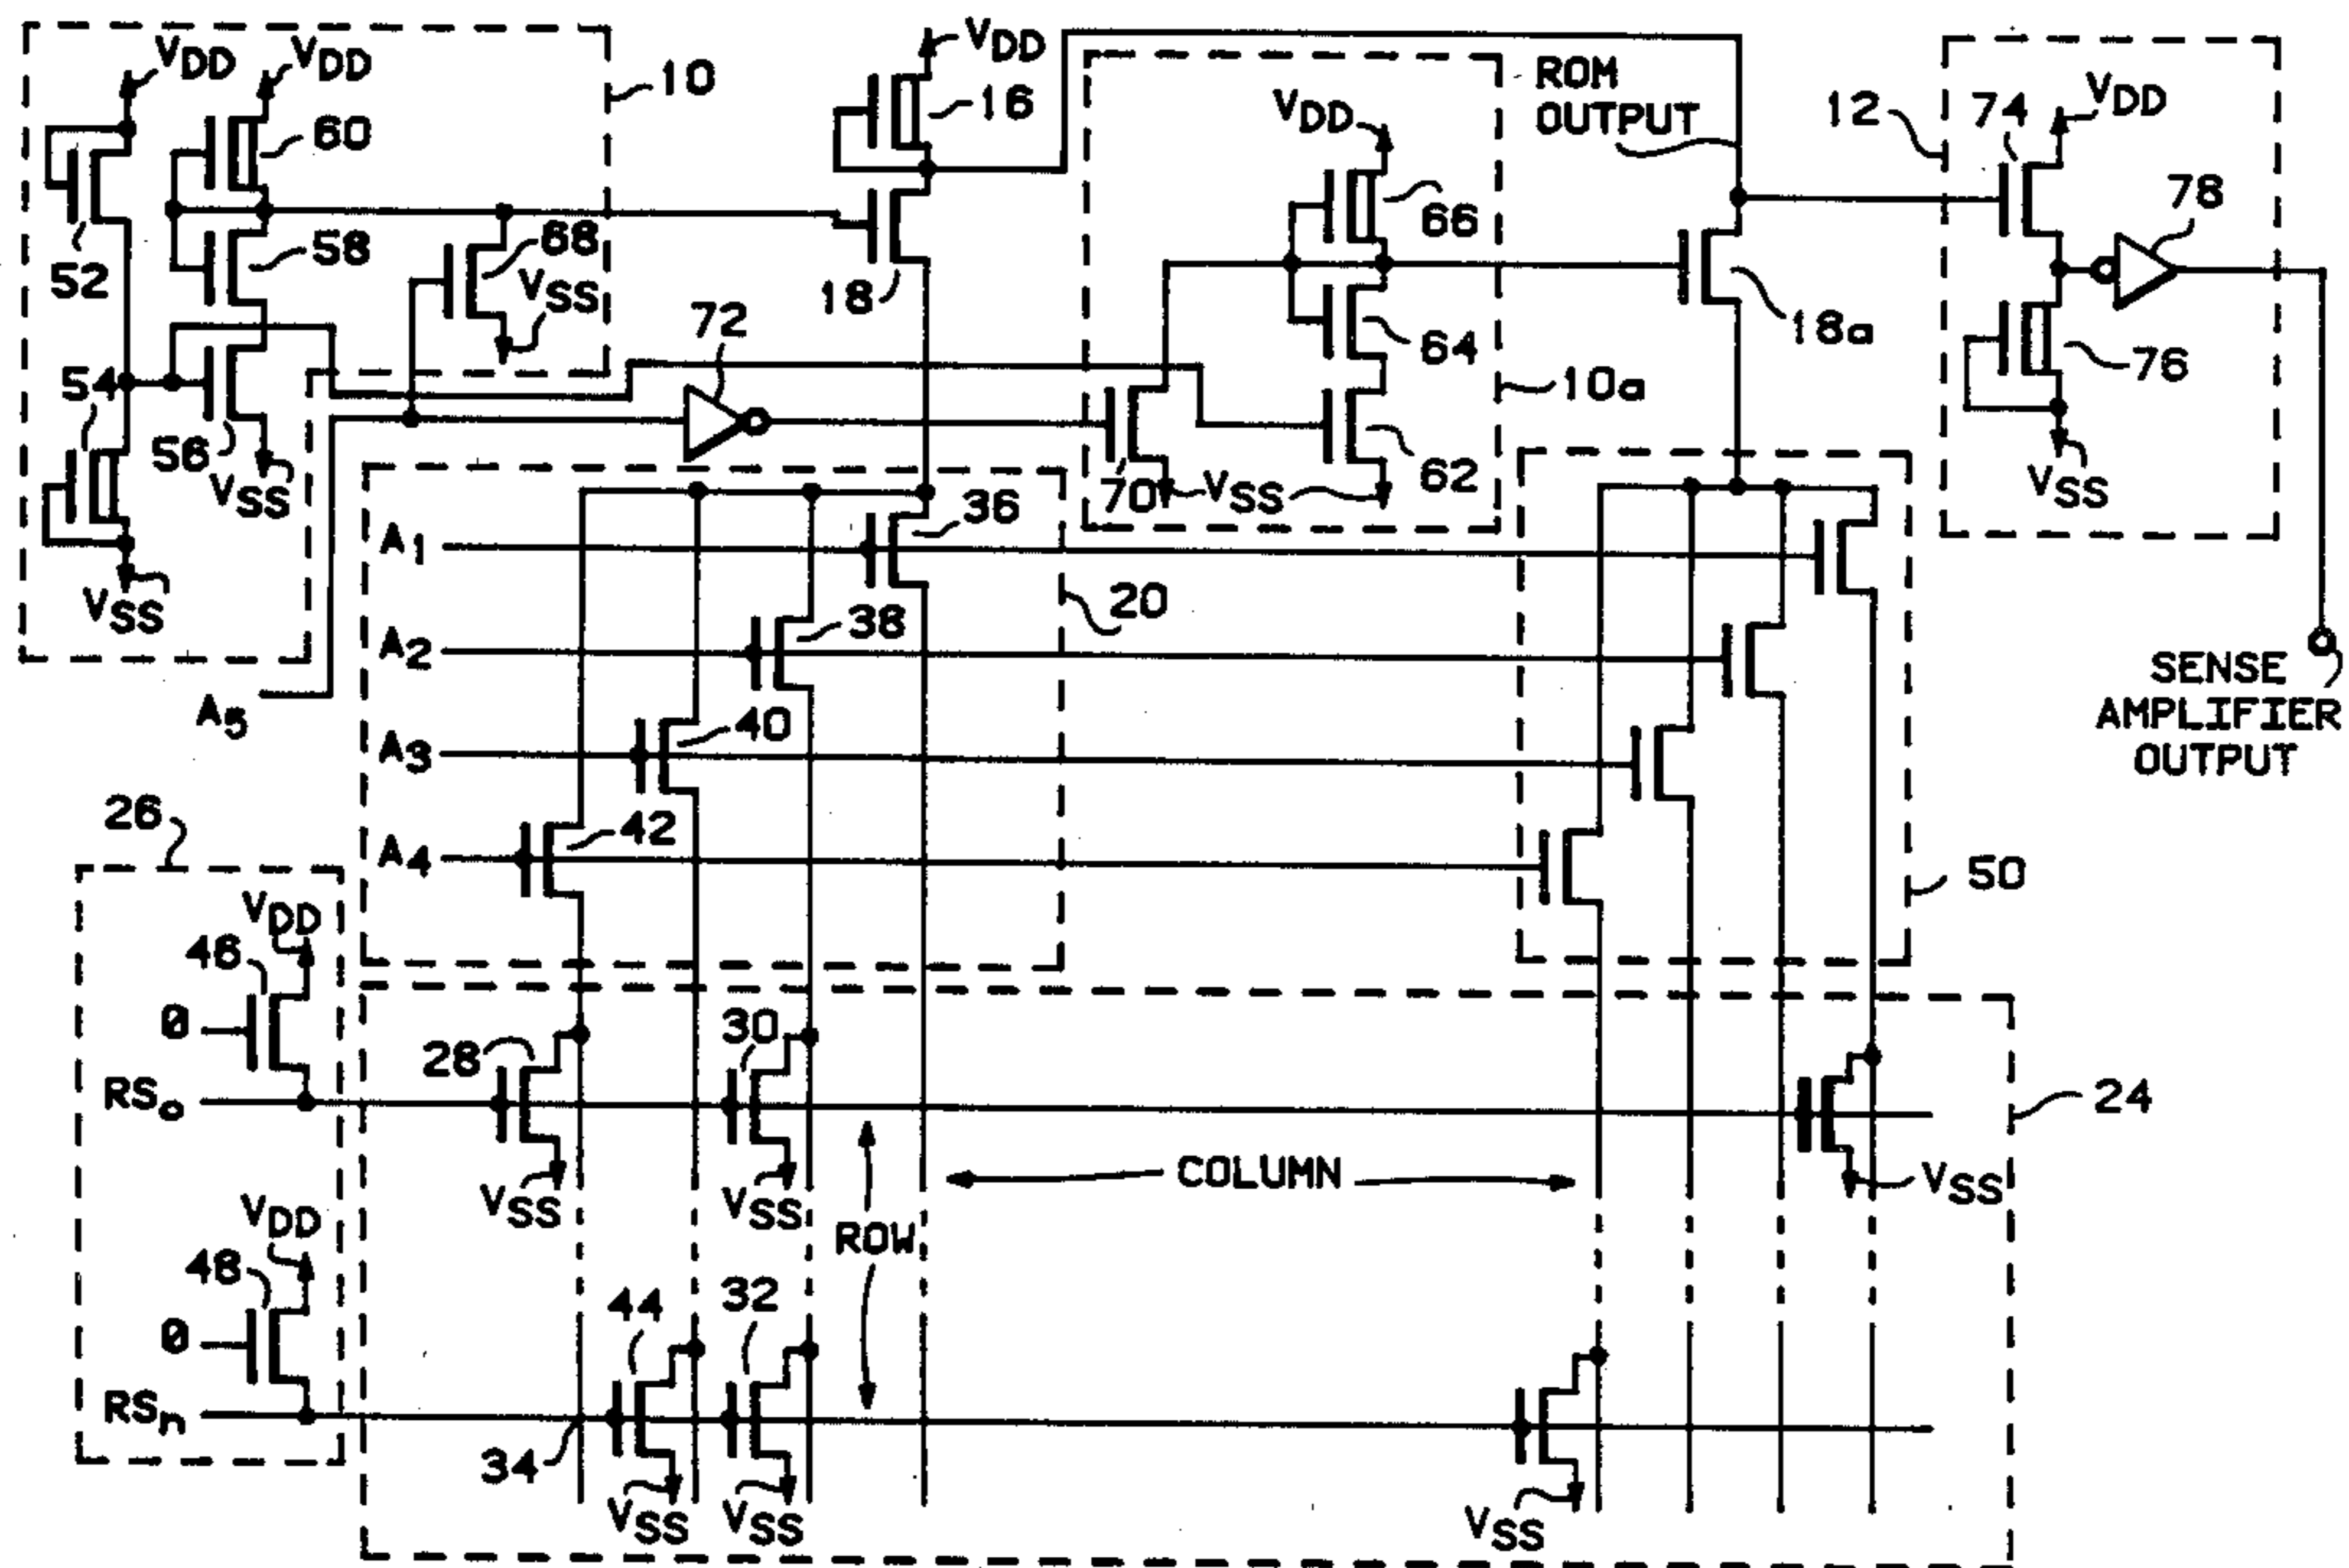 VDD
VDD
10
60
52
58
68
VSS
54
56
VSS
VSS
A5
VDD
16
18
72
ROM
OUTPUT
VDD
66
64
10a
62
70
VSS
18a
12
74
VDD
78
76
VSS
SENSE
AMPLIFIER
OUTPUT
A1
36
20
A2
38
A3
40
A4
42
50
26
VDD
46
0
RSo
VDD
48
0
RSn
28
VSS
30
VSS
ROW
COLUMN
24
VSS
44
32
34
VSS
VSS
VSS